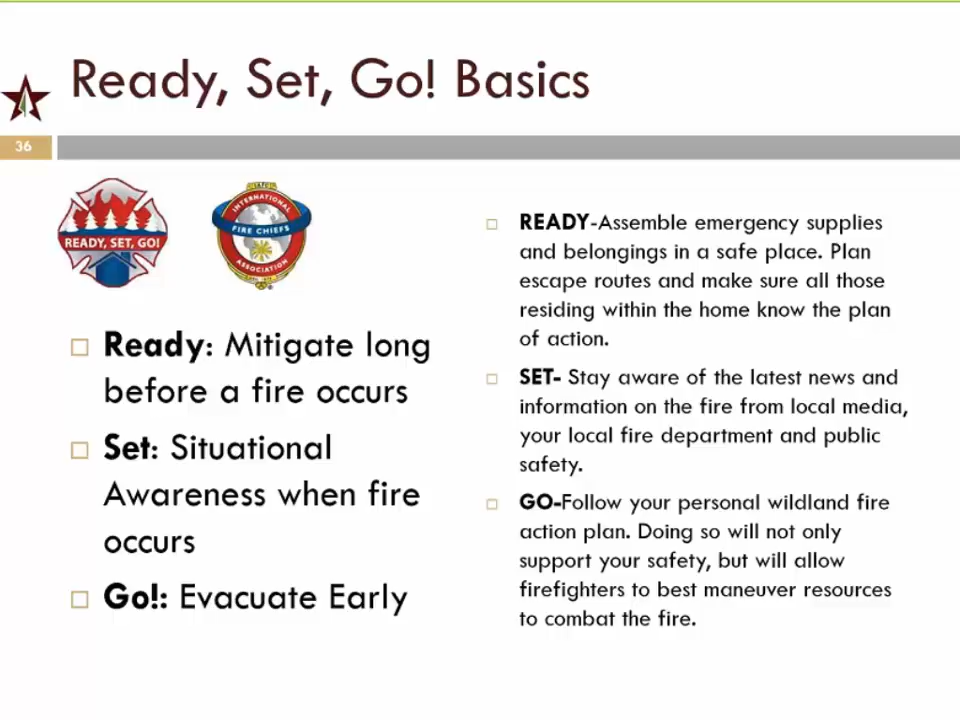 Ready, Set, Go! Basics
36
READY, SET, GO!
INTERNATIONAL
FIRE CHIEFS
ASSOCIATION
Ready: Mitigate long
before a fire occurs
Set: Situational
Awareness when fire
occurs
Go!: Evacuate Early
READY-Assemble emergency supplies
and belongings in a safe place. Plan
escape routes and make sure all those
residing within the home know the plan
of action.
SET- Stay aware of the latest news and
information on the fire from local media,
your local fire department and public
safety.
GO-Follow your personal wildland fire
action plan. Doing so will not only
support your safety, but will allow
firefighters to best maneuver resources
to combat the fire.